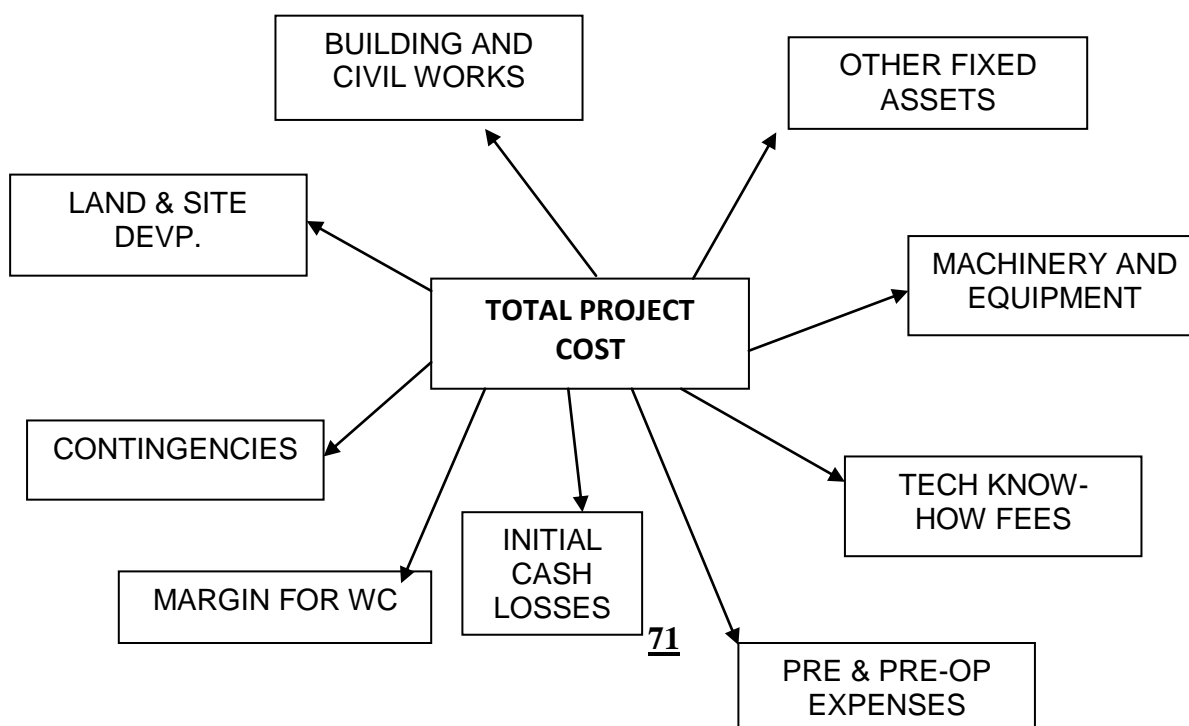 BUILDING AND
CIVIL WORKS
OTHER FIXED
ASSETS
LAND & SITE
DEVP.
MACHINERY AND
EQUIPMENT
TOTAL PROJECT
COST
CONTINGENCIES
TECH KNOW-
HOW FEES
INITIAL
CASH
LOSSES
MARGIN FOR WC
71
PRE & PRE-OP
EXPENSES